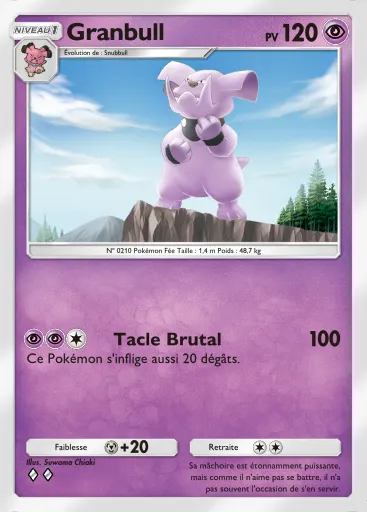 NIVEAU 1
Granbull
PV 120
Évolution de : Snubbull
N° 0210 Pokémon Fée Taille : 1,4 m Poids : 48,7 kg
Tacle Brutal 100
Ce Pokémon s'inflige aussi 20 dégâts.
Faiblesse +20
Retraite
Illus. Suwama Chiaki
Sa mâchoire est étonnamment puissante,
mais comme il n'aime pas se battre, il n'a
pas souvent l'occasion de s'en servir.